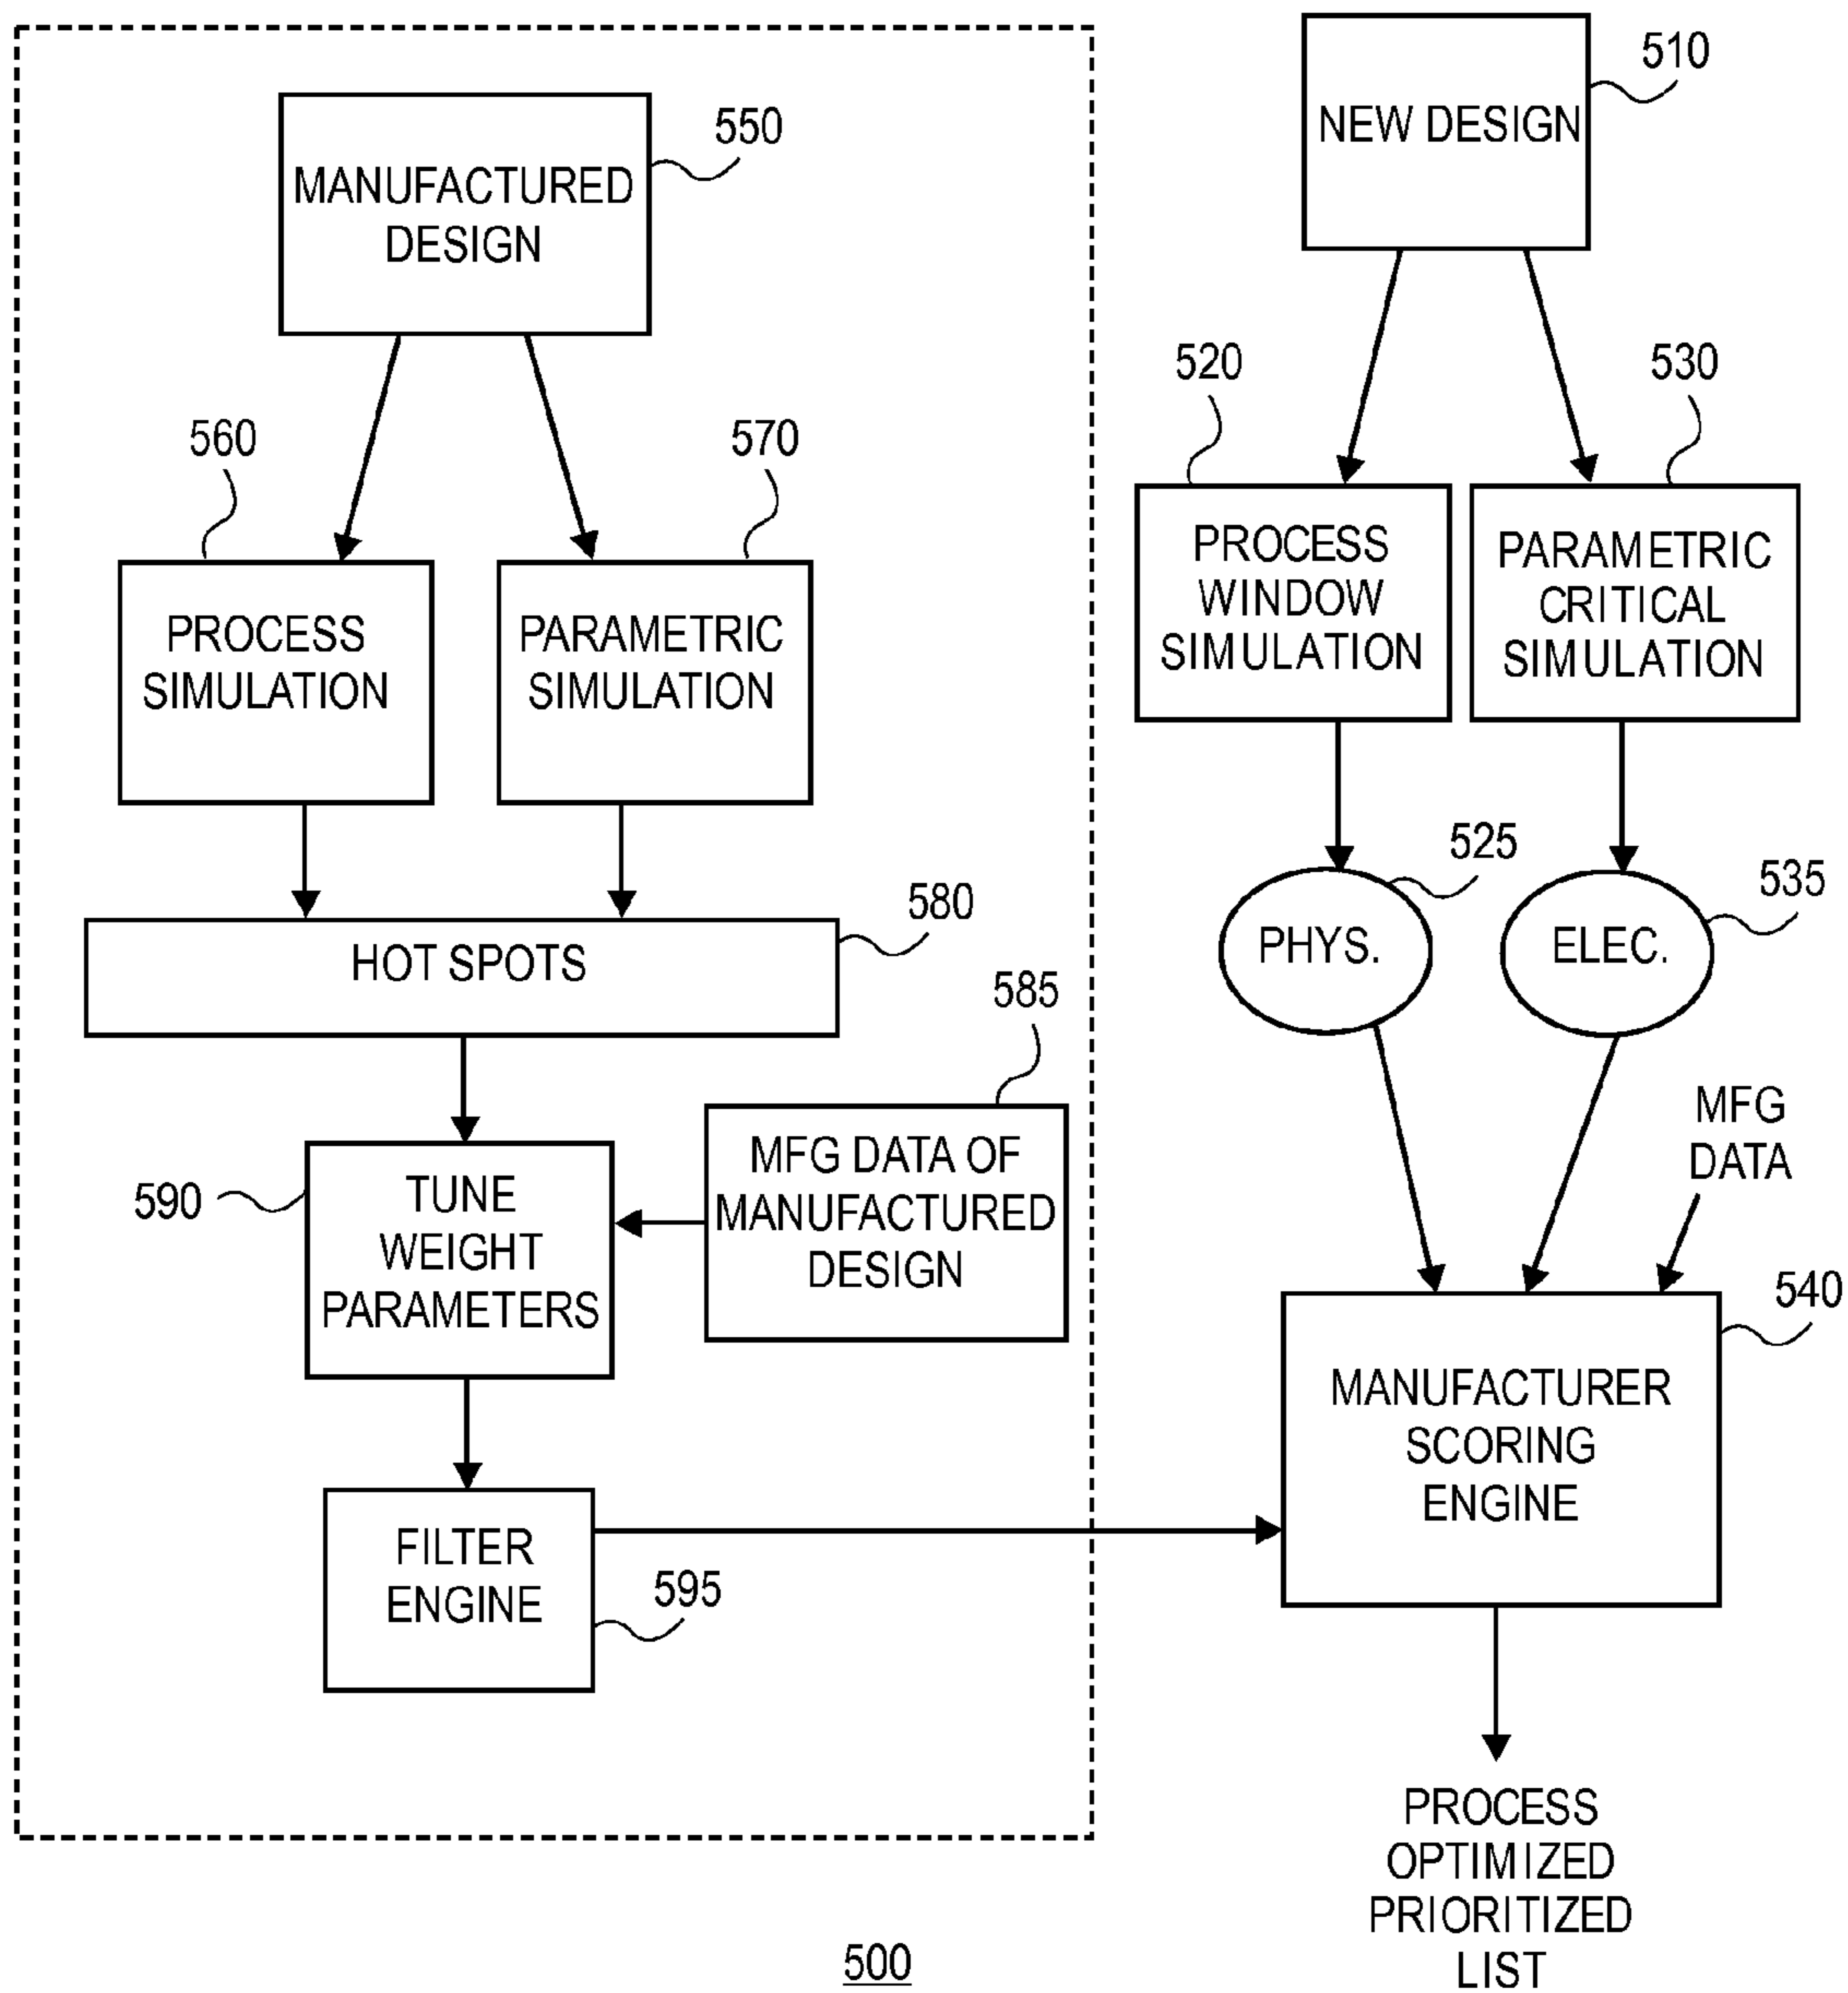 510
NEW DESIGN
550
MANUFACTURED
DESIGN
520
530
560
570
PROCESS
WINDOW
SIMULATION
PARAMETRIC
CRITICAL
SIMULATION
PROCESS
SIMULATION
PARAMETRIC
SIMULATION
525
535
580
PHYS.
ELEC.
HOT SPOTS
585
MFG
DATA
590
TUNE
WEIGHT
PARAMETERS
MFG DATA OF
MANUFACTURED
DESIGN
540
MANUFACTURER
SCORING
ENGINE
FILTER
ENGINE
595
PROCESS
OPTIMIZED
PRIORITIZED
LIST
500